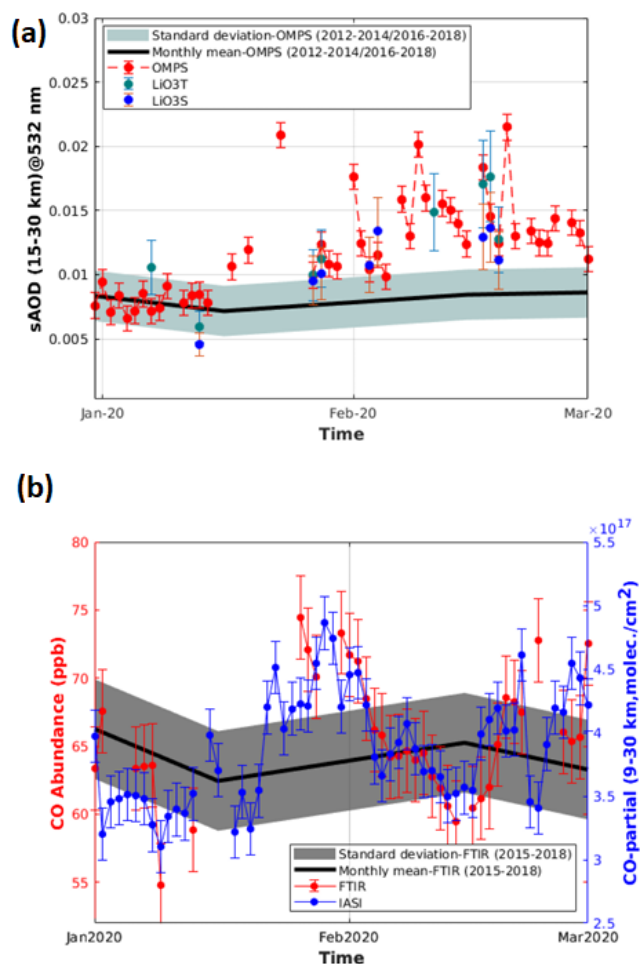 (a)
0.03
0.025
0.02
0.015
0.01
0.005
sAOD (15-30 km)@532 nm
Standard deviation-OMPS (2012-2014/2016-2018)
Monthly mean-OMPS (2012-2014/2016-2018)
OMPS
LiO3T
LiO3S
Jan-20
Feb-20
Mar-20
Time
(b)
×10^17
80
75
70
65
60
55
CO Abundance (ppb)
5.5
5
4.5
4
3.5
3
2.5
CO-partial (9-30 km,molec./cm²)
Standard deviation-FTIR (2015-2018)
Monthly mean-FTIR (2015-2018)
FTIR
IASI
Jan2020
Feb2020
Mar2020
Time